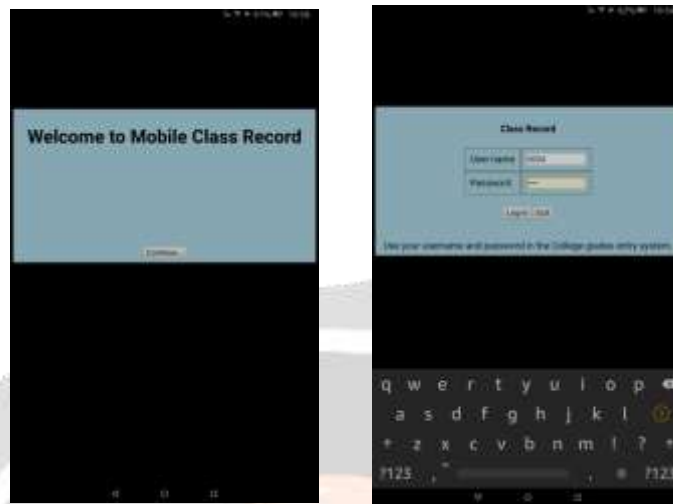 Welcome to Mobile Class Record
Continue
Class Record
User name
Password
Login
Use your username and password in the College grades entry system.
q w e r t y u i o p
a s d f g h j k l
z x c v b n m ! ?
?123 , . ?123